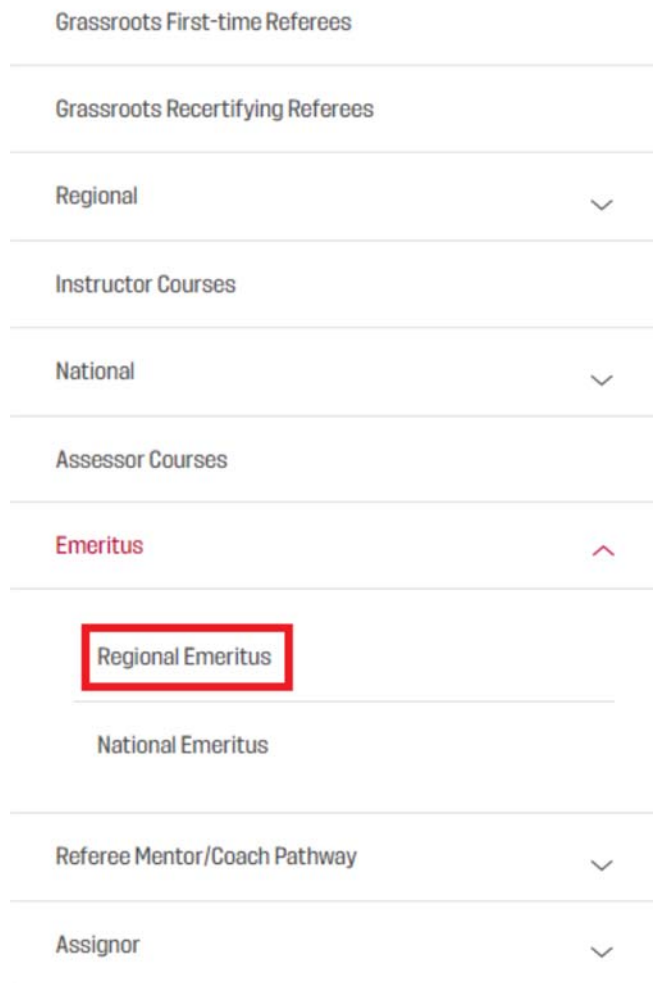 Grassroots First-time Referees
Grassroots Recertifying Referees
Regional
Instructor Courses
National
Assessor Courses
Emeritus
Regional Emeritus
National Emeritus
Referee Mentor/Coach Pathway
Assignor